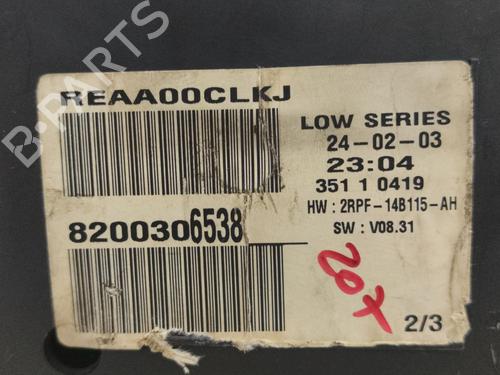 B-PARTS
REAA00CLKJ
LOW SERIES
24-02-03
23:04
351 1 0419
HW : 2RPF-14B115-AH
SW : V08.31
8200306538
2/3